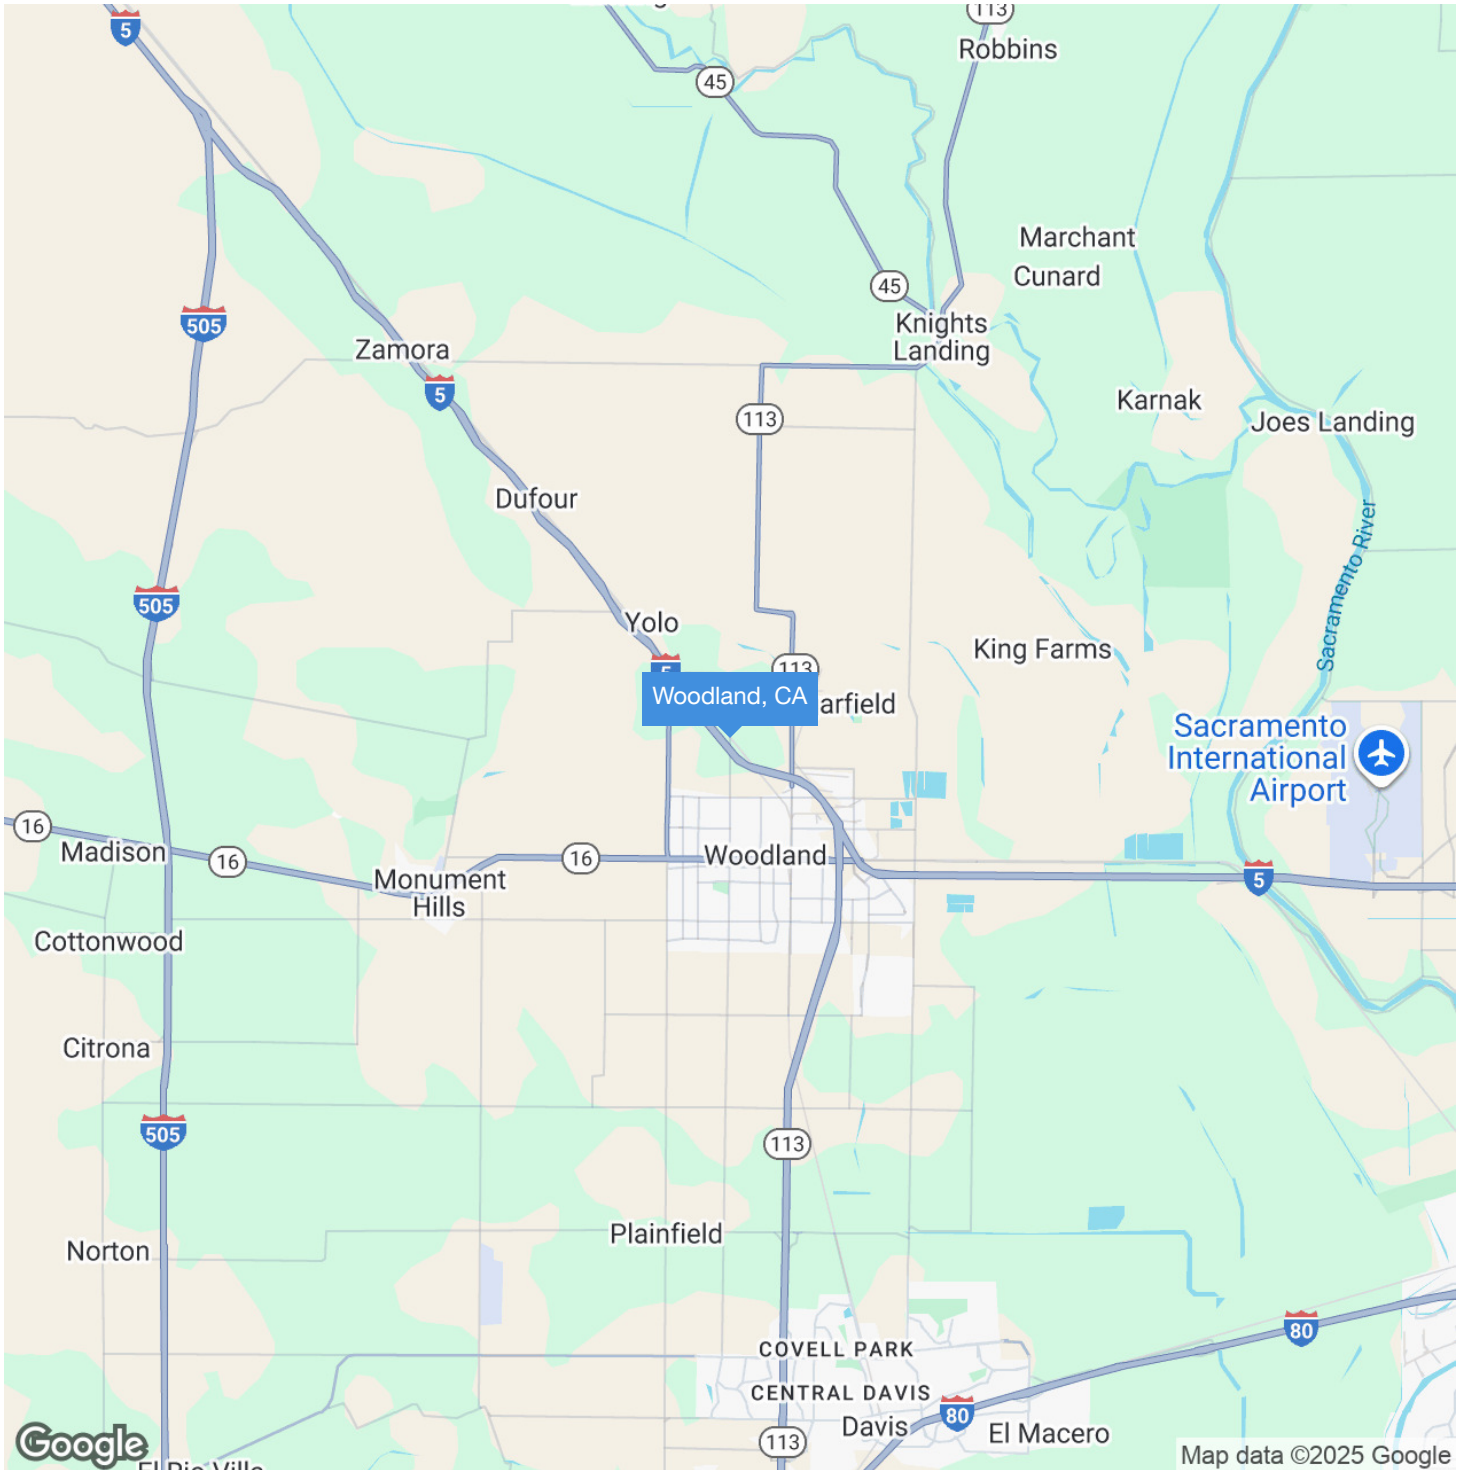 5
113
Robbins
45
Marchant
Cunard
45
505
Knights
Landing
Zamora
5
Karnak
113
Joes Landing
Dufour
Sacramento River
505
Yolo
King Farms
5
113
Woodland, CA
arfield
Sacramento
International
Airport
16
Madison
16
16
Woodland
Monument
Hills
5
Cottonwood
Citrona
505
113
Plainfield
Norton
80
COVELL PARK
CENTRAL DAVIS
80
Davis
El Macero
113
Google
Map data ©2025 Google